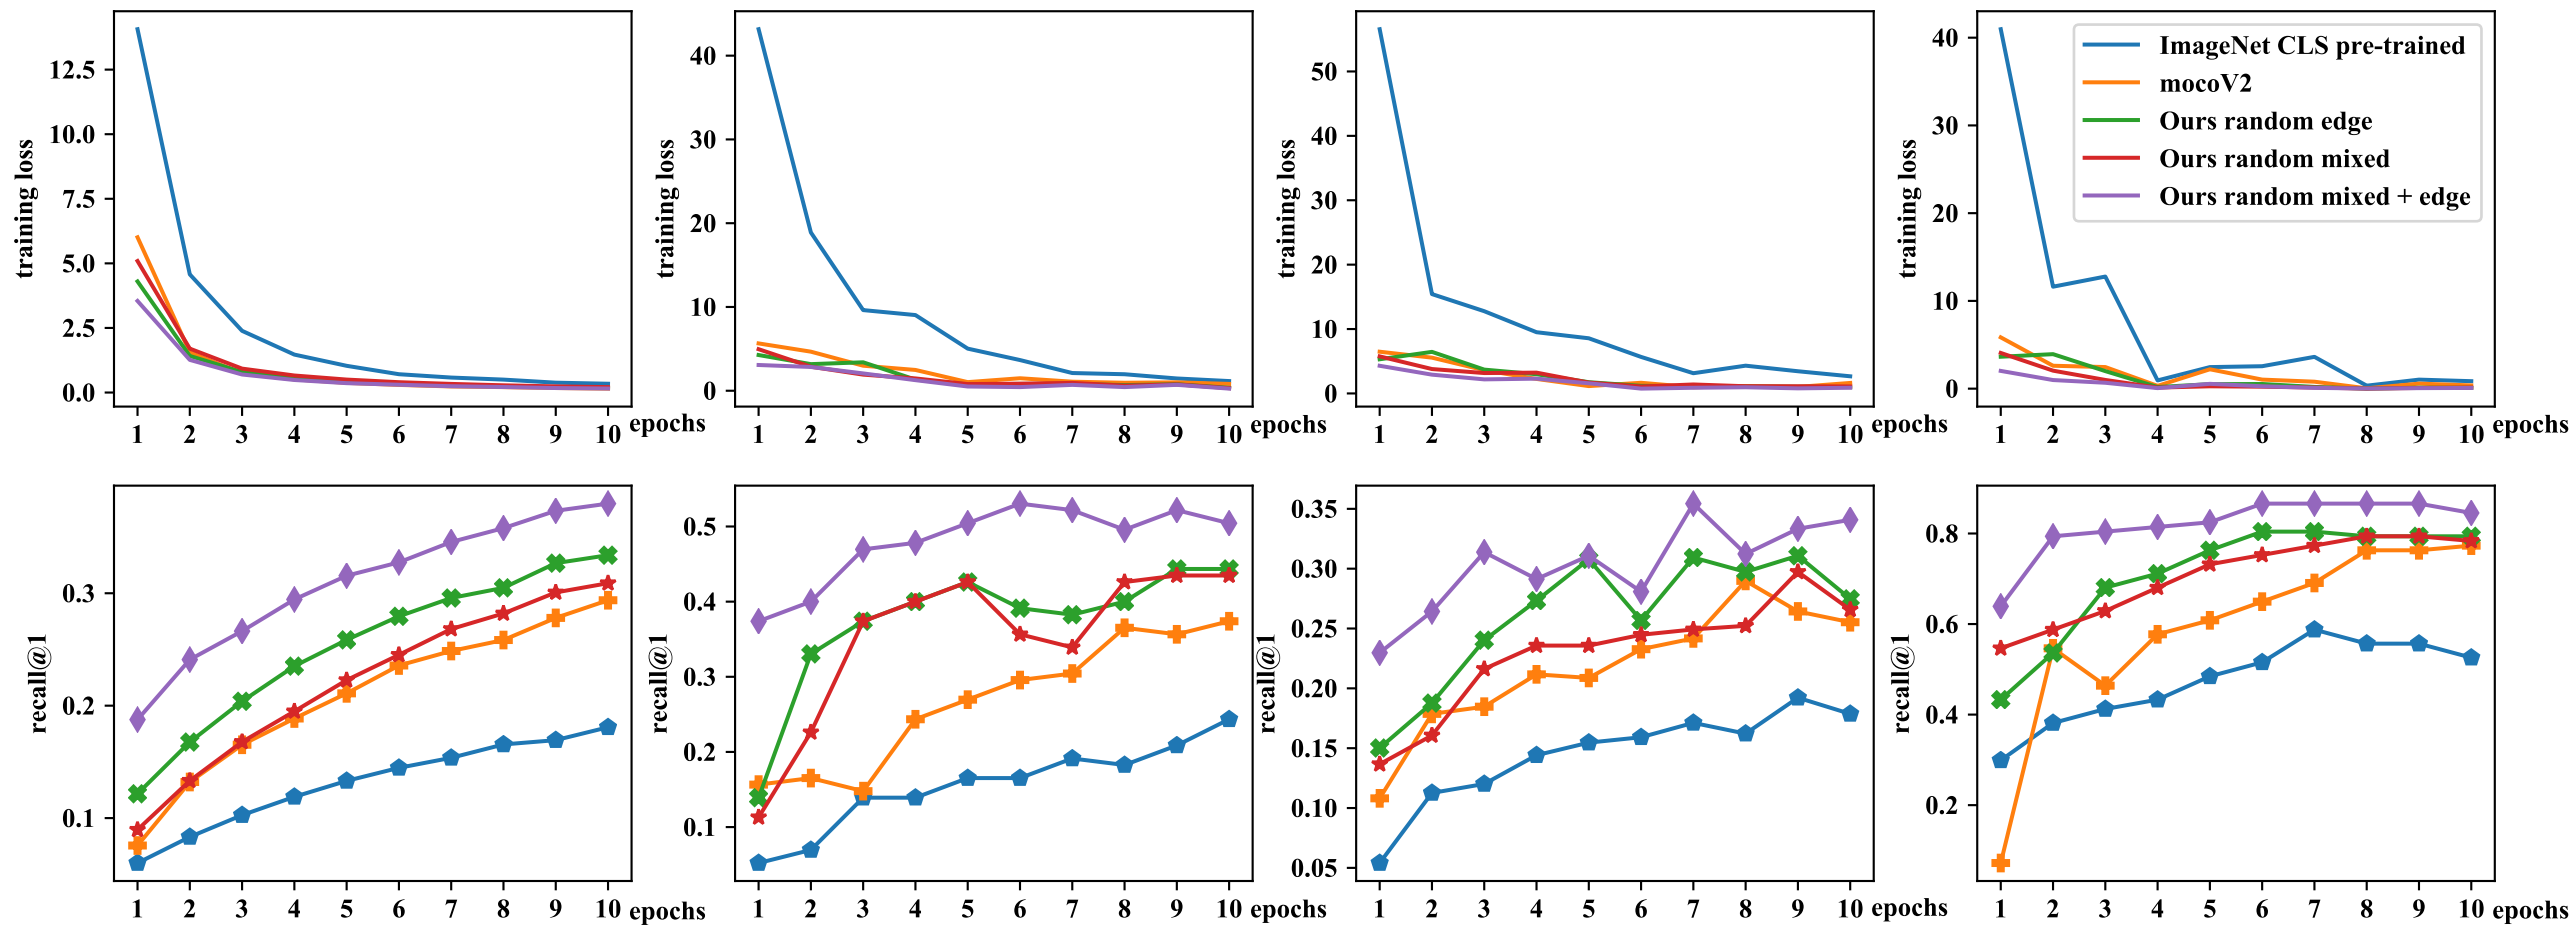 training loss
12.5
10.0
7.5
5.0
2.5
0.0
1 2 3 4 5 6 7 8 9 10 epochs
training loss
40
30
20
10
0
1 2 3 4 5 6 7 8 9 10 epochs
training loss
50
40
30
20
10
0
1 2 3 4 5 6 7 8 9 10 epochs
training loss
40
30
20
10
0
1 2 3 4 5 6 7 8 9 10 epochs
ImageNet CLS pre-trained
mocoV2
Ours random edge
Ours random mixed
Ours random mixed + edge
recall@1
0.3
0.2
0.1
1 2 3 4 5 6 7 8 9 10 epochs
recall@1
0.5
0.4
0.3
0.2
0.1
1 2 3 4 5 6 7 8 9 10 epochs
recall@1
0.35
0.30
0.25
0.20
0.15
0.10
0.05
1 2 3 4 5 6 7 8 9 10 epochs
recall@1
0.8
0.6
0.4
0.2
1 2 3 4 5 6 7 8 9 10 epochs